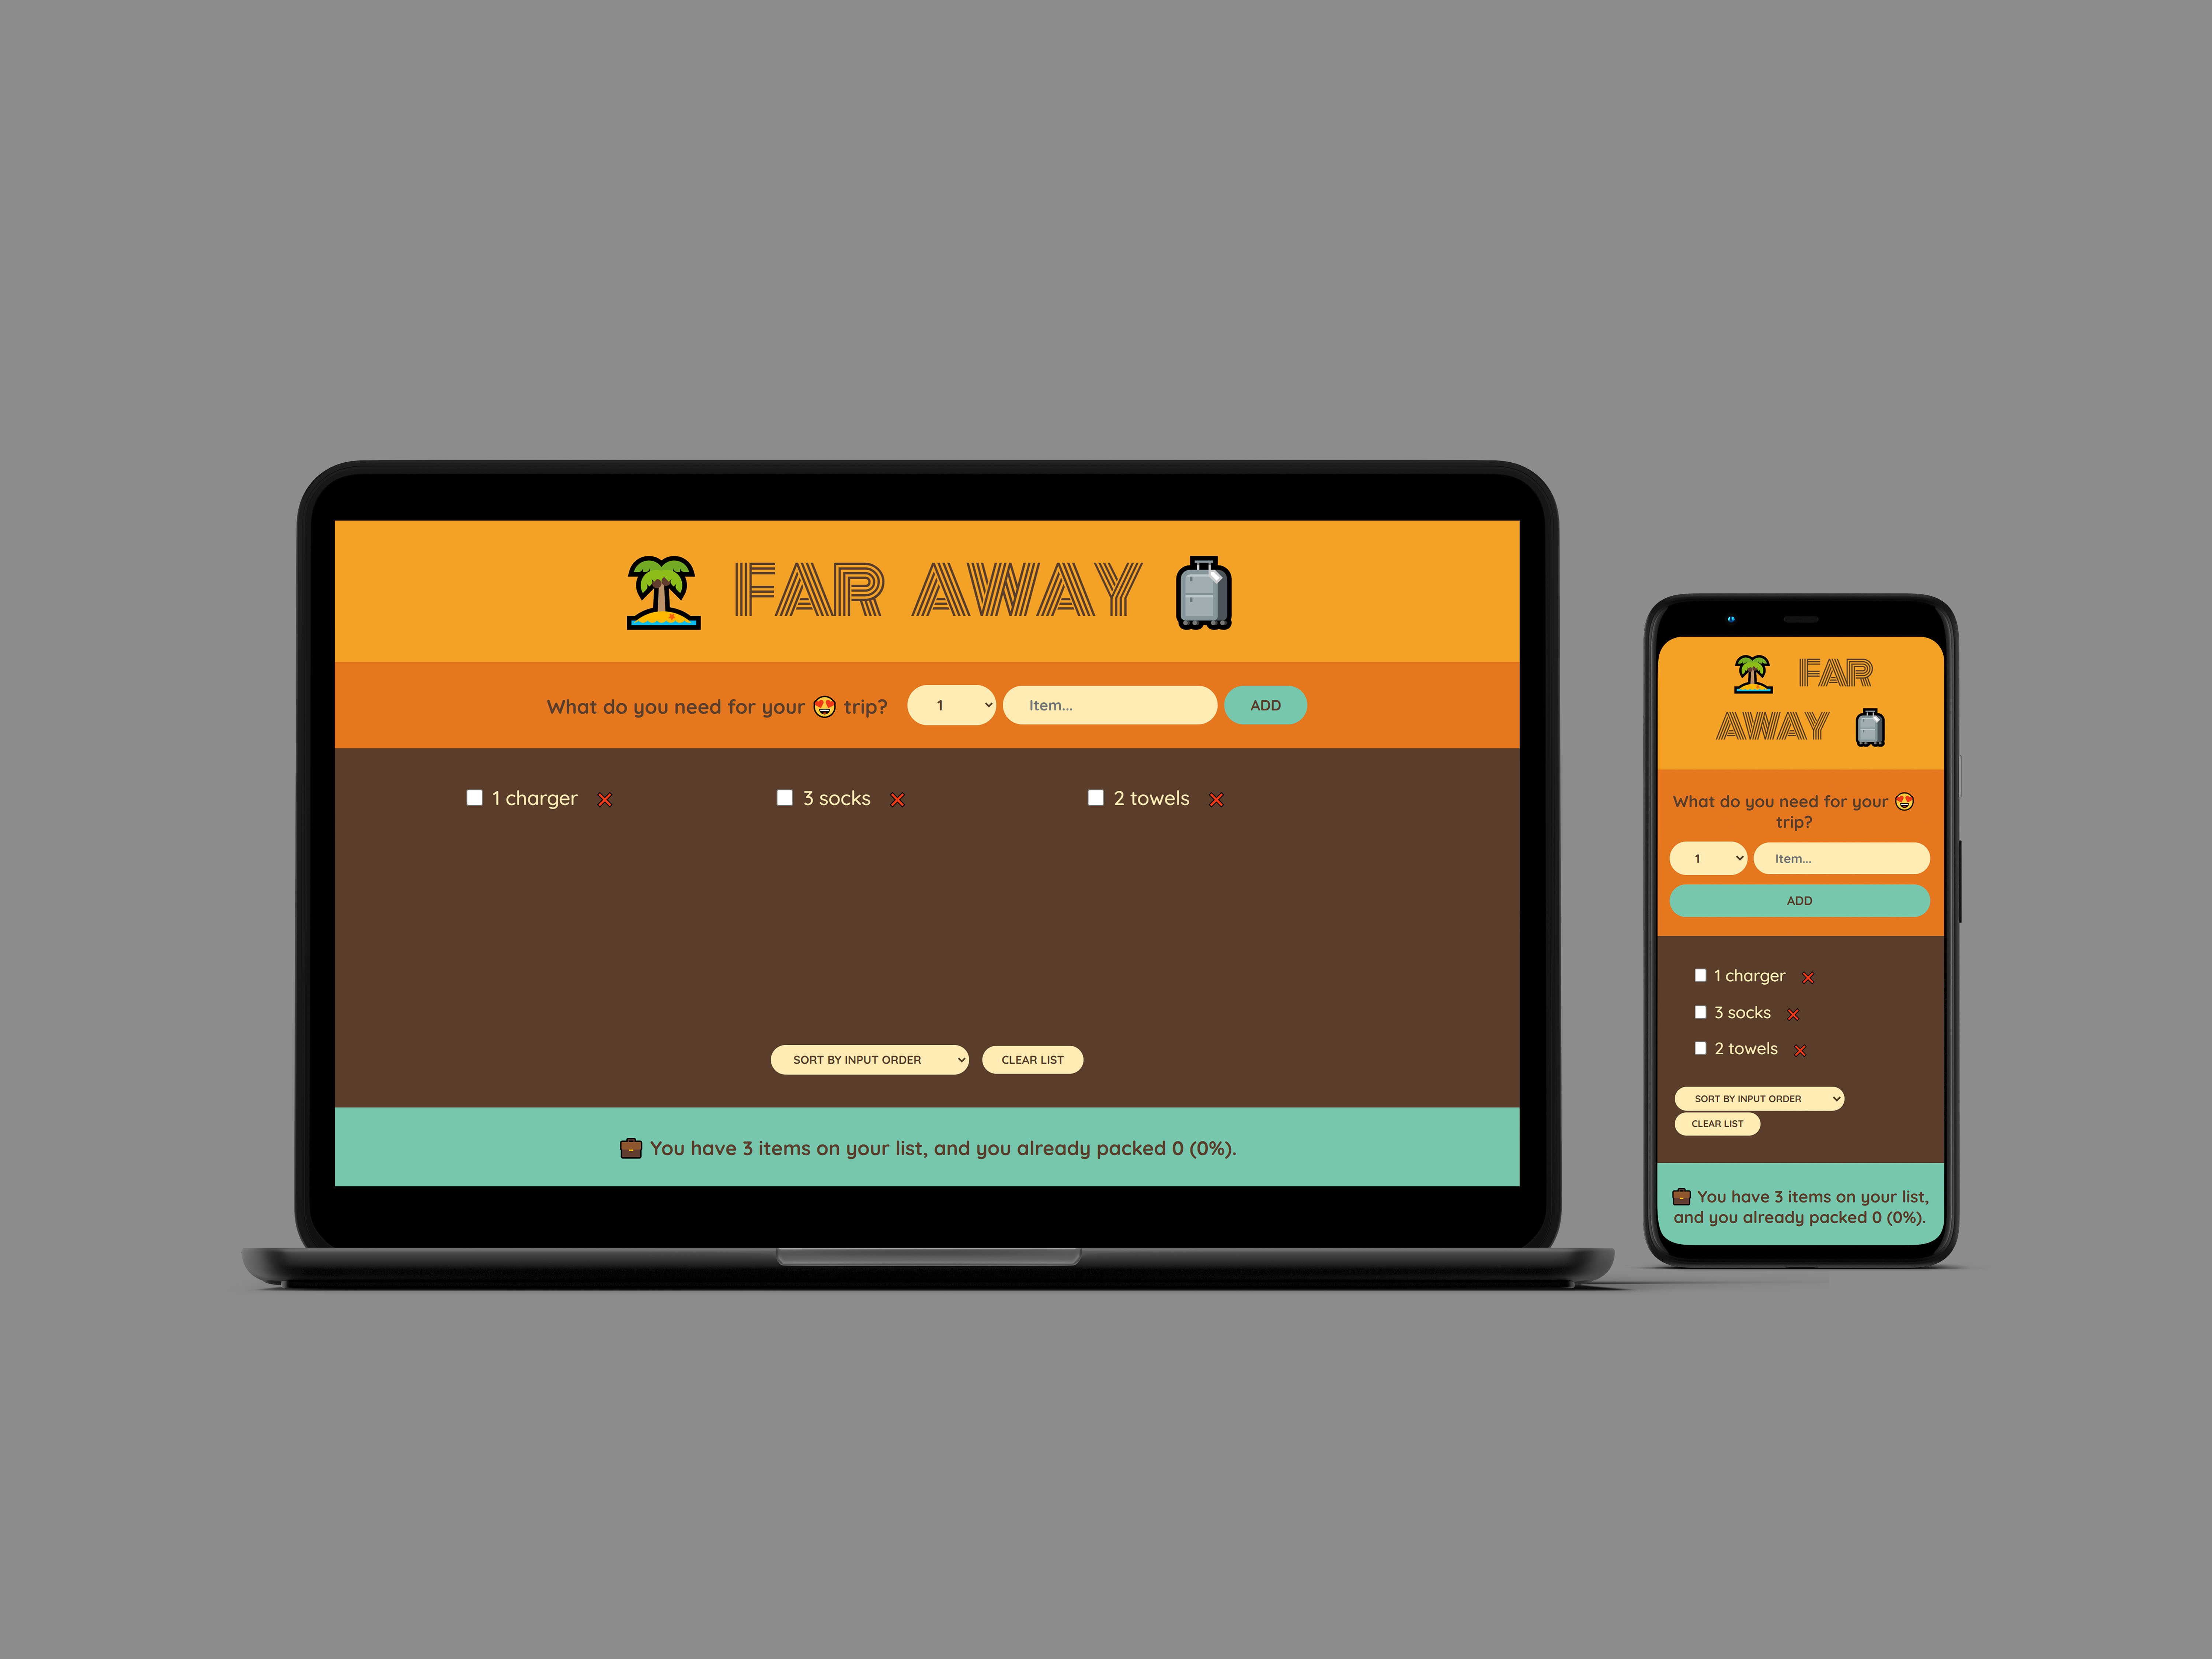 FAR AWAY
What do you need for your 😍 trip? 1 Item... ADD
1 charger ❌ 3 socks ❌ 2 towels ❌
SORT BY INPUT ORDER CLEAR LIST
💼 You have 3 items on your list, and you already packed 0 (0%).
FAR
AWAY
What do you need for your 😍
trip?
1 Item...
ADD
1 charger ❌
3 socks ❌
2 towels ❌
SORT BY INPUT ORDER
CLEAR LIST
💼 You have 3 items on your list,
and you already packed 0 (0%).